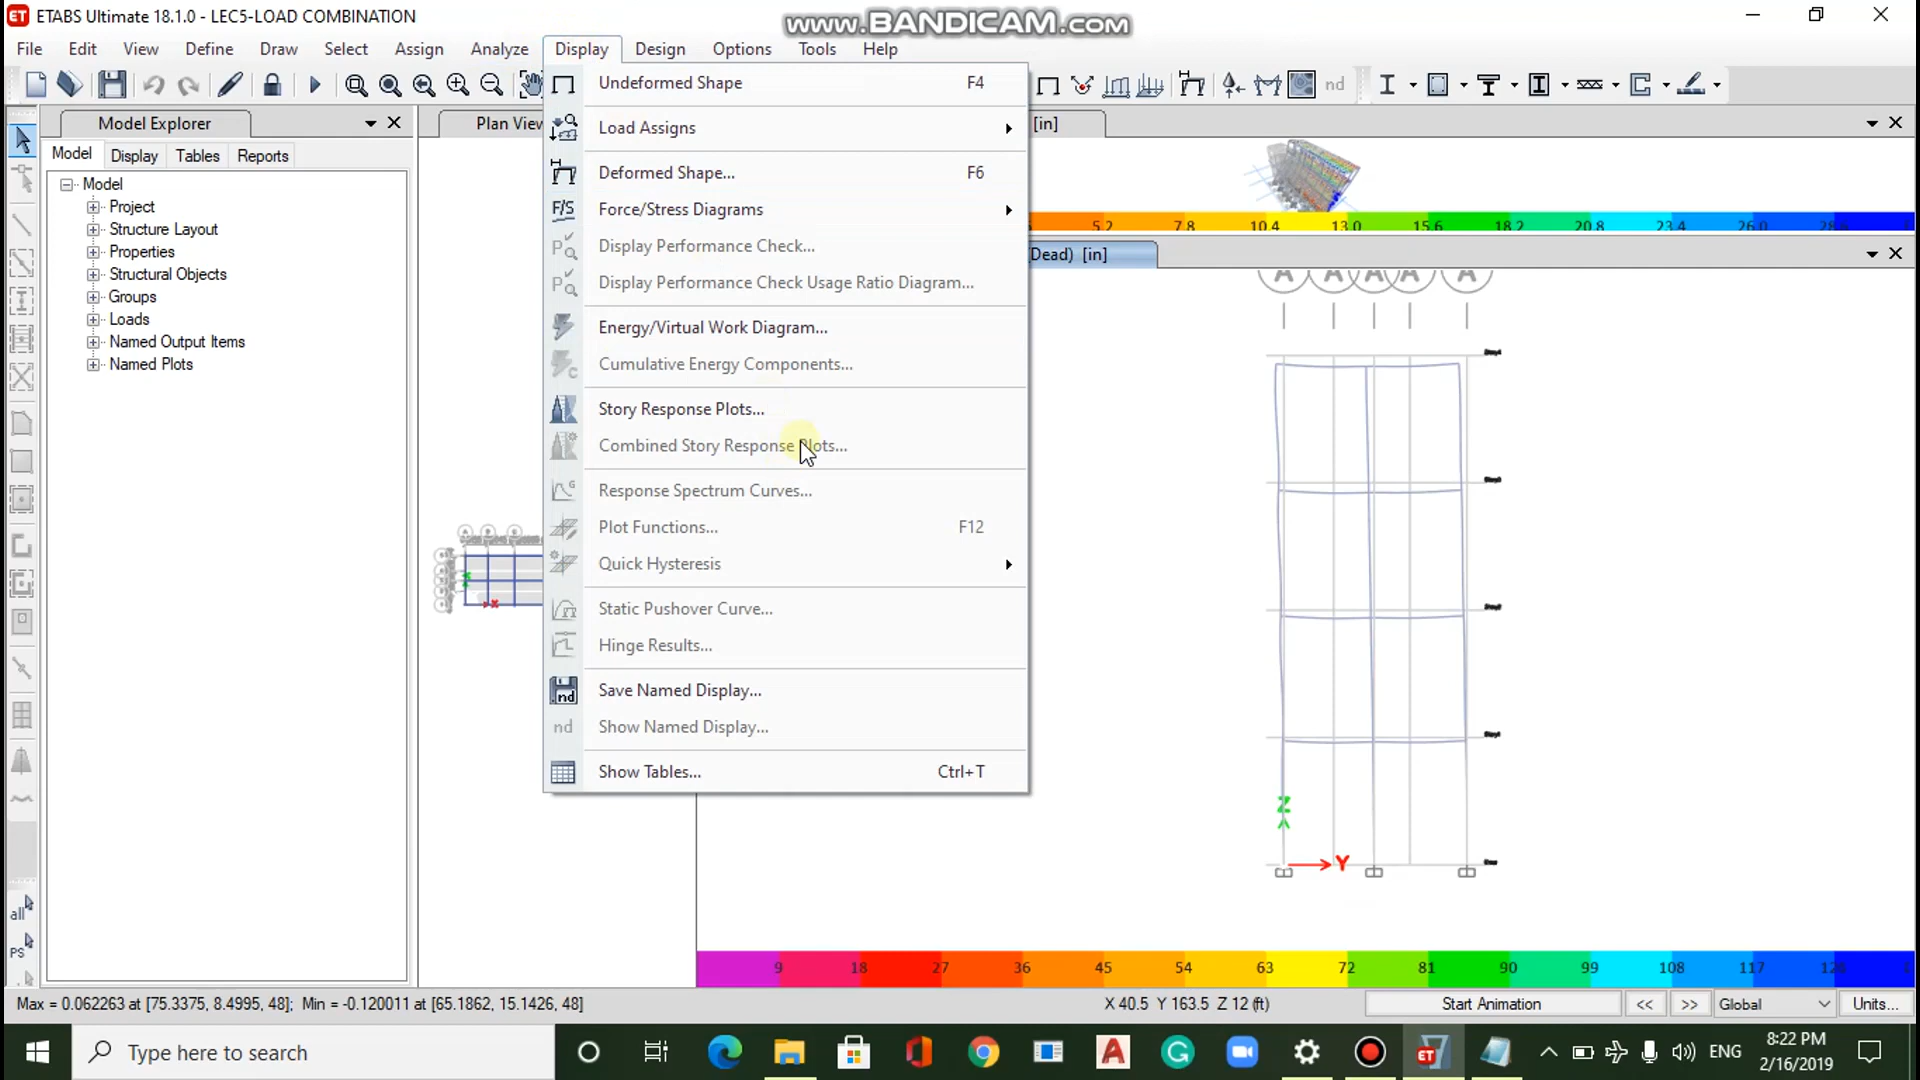 ETABS Ultimate 18.1.0 - LEC5-LOAD COMBINATION
www.BANDICAM.com
File Edit View Define Draw Select Assign Analyze Display Design Options Tools Help
nd
Model Explorer
Model Display Tables Reports
Model
Project
Structure Layout
Properties
Structural Objects
Groups
Loads
Named Output Items
Named Plots
Plan View
[in]
Undeformed Shape F4
Load Assigns
Deformed Shape... F6
F/S Force/Stress Diagrams
Display Performance Check...
Display Performance Check Usage Ratio Diagram...
Energy/Virtual Work Diagram...
Cumulative Energy Components...
Story Response Plots...
Combined Story Response Plots...
Response Spectrum Curves...
Plot Functions... F12
Quick Hysteresis
Static Pushover Curve...
Hinge Results...
nd Save Named Display...
nd Show Named Display...
Show Tables... Ctrl+T
5.2 7.8 10.4 13.0 15.6 18.2 20.8 23.4 26.0
Dead) [in]
A A A A A
Z
Y
X
all
PS
9 18 27 36 45 54 63 72 81 90 99 108 117
Max = 0.062263 at [75.3375, 8.4995, 48]; Min = -0.120011 at [65.1862, 15.1426, 48]
X 40.5 Y 163.5 Z 12 (ft)
Start Animation << >> Global Units...
Type here to search
ET
ENG
8:22 PM
2/16/2019